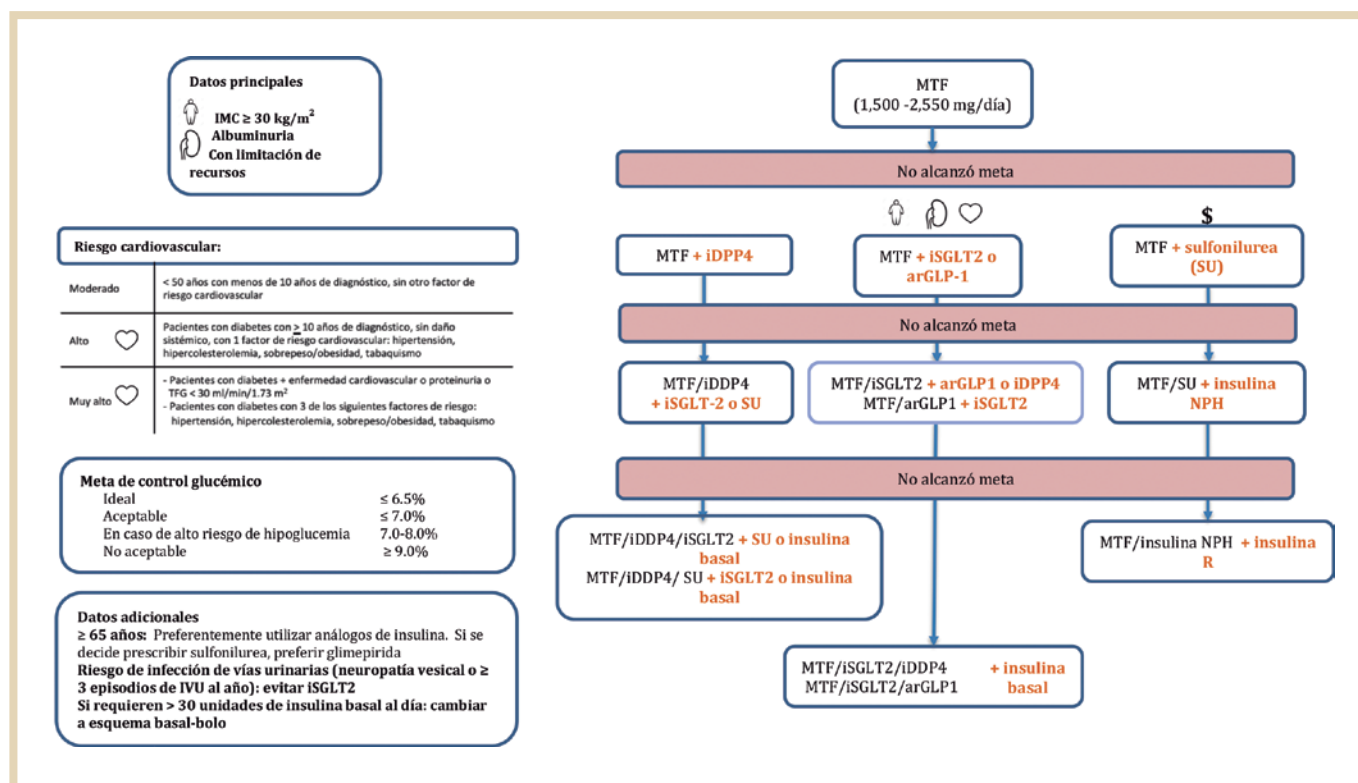 Datos principales
IMC ≥ 30 kg/m²
Albuminuria
Con limitación de
recursos
Riesgo cardiovascular:
Moderado
< 50 años con menos de 10 años de diagnóstico, sin otro factor de
riesgo cardiovascular
Alto
Pacientes con diabetes con ≥ 10 años de diagnóstico, sin daño
sistémico, con 1 factor de riesgo cardiovascular: hipertensión,
hipercolesterolemia, sobrepeso/obesidad, tabaquismo
Muy alto
- Pacientes con diabetes + enfermedad cardiovascular o proteinuria o
TFG < 30 ml/min/1.73 m²
- Pacientes con diabetes con 3 de los siguientes factores de riesgo:
hipertensión, hipercolesterolemia, sobrepeso/obesidad, tabaquismo
Meta de control glucémico
Ideal ≤ 6.5%
Aceptable ≤ 7.0%
En caso de alto riesgo de hipoglucemia 7.0-8.0%
No aceptable ≥ 9.0%
Datos adicionales
≥ 65 años: Preferentemente utilizar análogos de insulina. Si se
decide prescribir sulfonilurea, preferir glimepirida
Riesgo de infección de vías urinarias (neuropatía vesical o ≥
3 episodios de IVU al año): evitar iSGLT2
Si requieren > 30 unidades de insulina basal al día: cambiar
a esquema basal-bolo
MTF
(1,500 -2,550 mg/día)
No alcanzó meta
MTF + iDPP4
MTF + iSGLT2 o
arGLP-1
$
MTF + sulfonilurea
(SU)
No alcanzó meta
MTF/iDDP4
+ iSGLT-2 o SU
MTF/iSGLT2 + arGLP1 o iDPP4
MTF/arGLP1 + iSGLT2
MTF/SU + insulina
NPH
No alcanzó meta
MTF/iDDP4/iSGLT2 + SU o insulina
basal
MTF/iDDP4/ SU + iSGLT2 o insulina
basal
MTF/insulina NPH + insulina
R
MTF/iSGLT2/iDDP4 + insulina
MTF/iSGLT2/arGLP1 basal